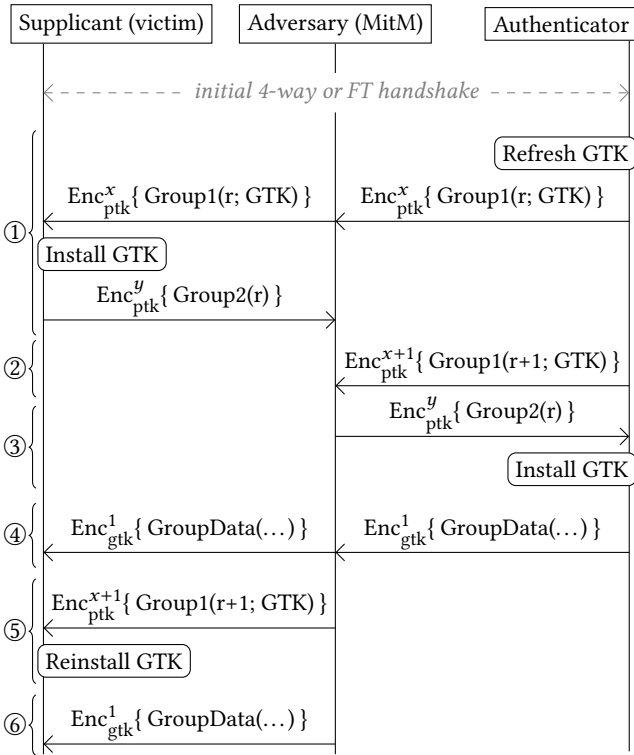 Supplicant (victim) Adversary (MitM) Authenticator
initial 4-way or FT handshake
Refresh GTK
Enc^x_ptk{ Group1(r; GTK) } Enc^x_ptk{ Group1(r; GTK) }
①
Install GTK
Enc^y_ptk{ Group2(r) }
② Enc^{x+1}_ptk{ Group1(r+1; GTK) }
③ Enc^y_ptk{ Group2(r) }
Install GTK
④ Enc^1_gtk{ GroupData(...) } Enc^1_gtk{ GroupData(...) }
⑤ Enc^{x+1}_ptk{ Group1(r+1; GTK) }
Reinstall GTK
⑥ Enc^1_gtk{ GroupData(...) }